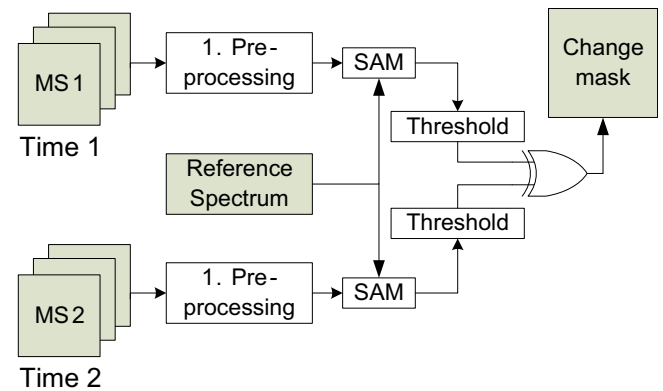 MS1
Time 1
1. Pre-
processing
SAM
Threshold
Change
mask
Reference
Spectrum
Threshold
MS2
Time 2
1. Pre-
processing
SAM